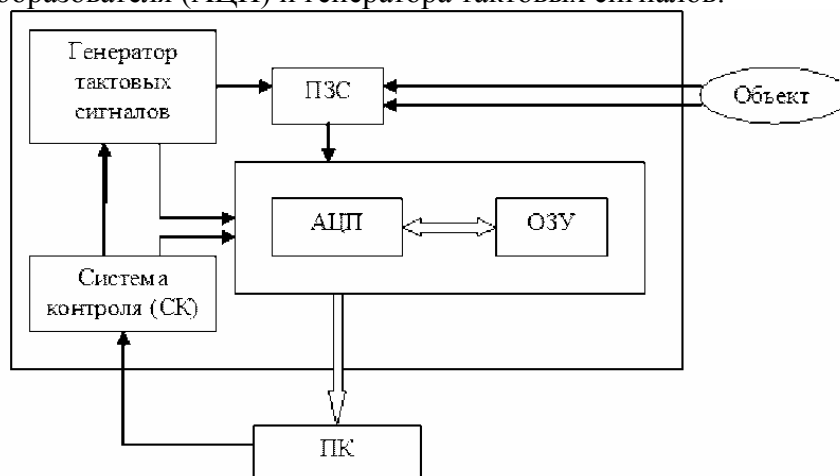 образователя (АЦП) и генератора тактовых сигналов.
Генератор
тактовых
сигналов
ПЗС
Объект
АЦП
ОЗУ
Система
контроля (СК)
ПК